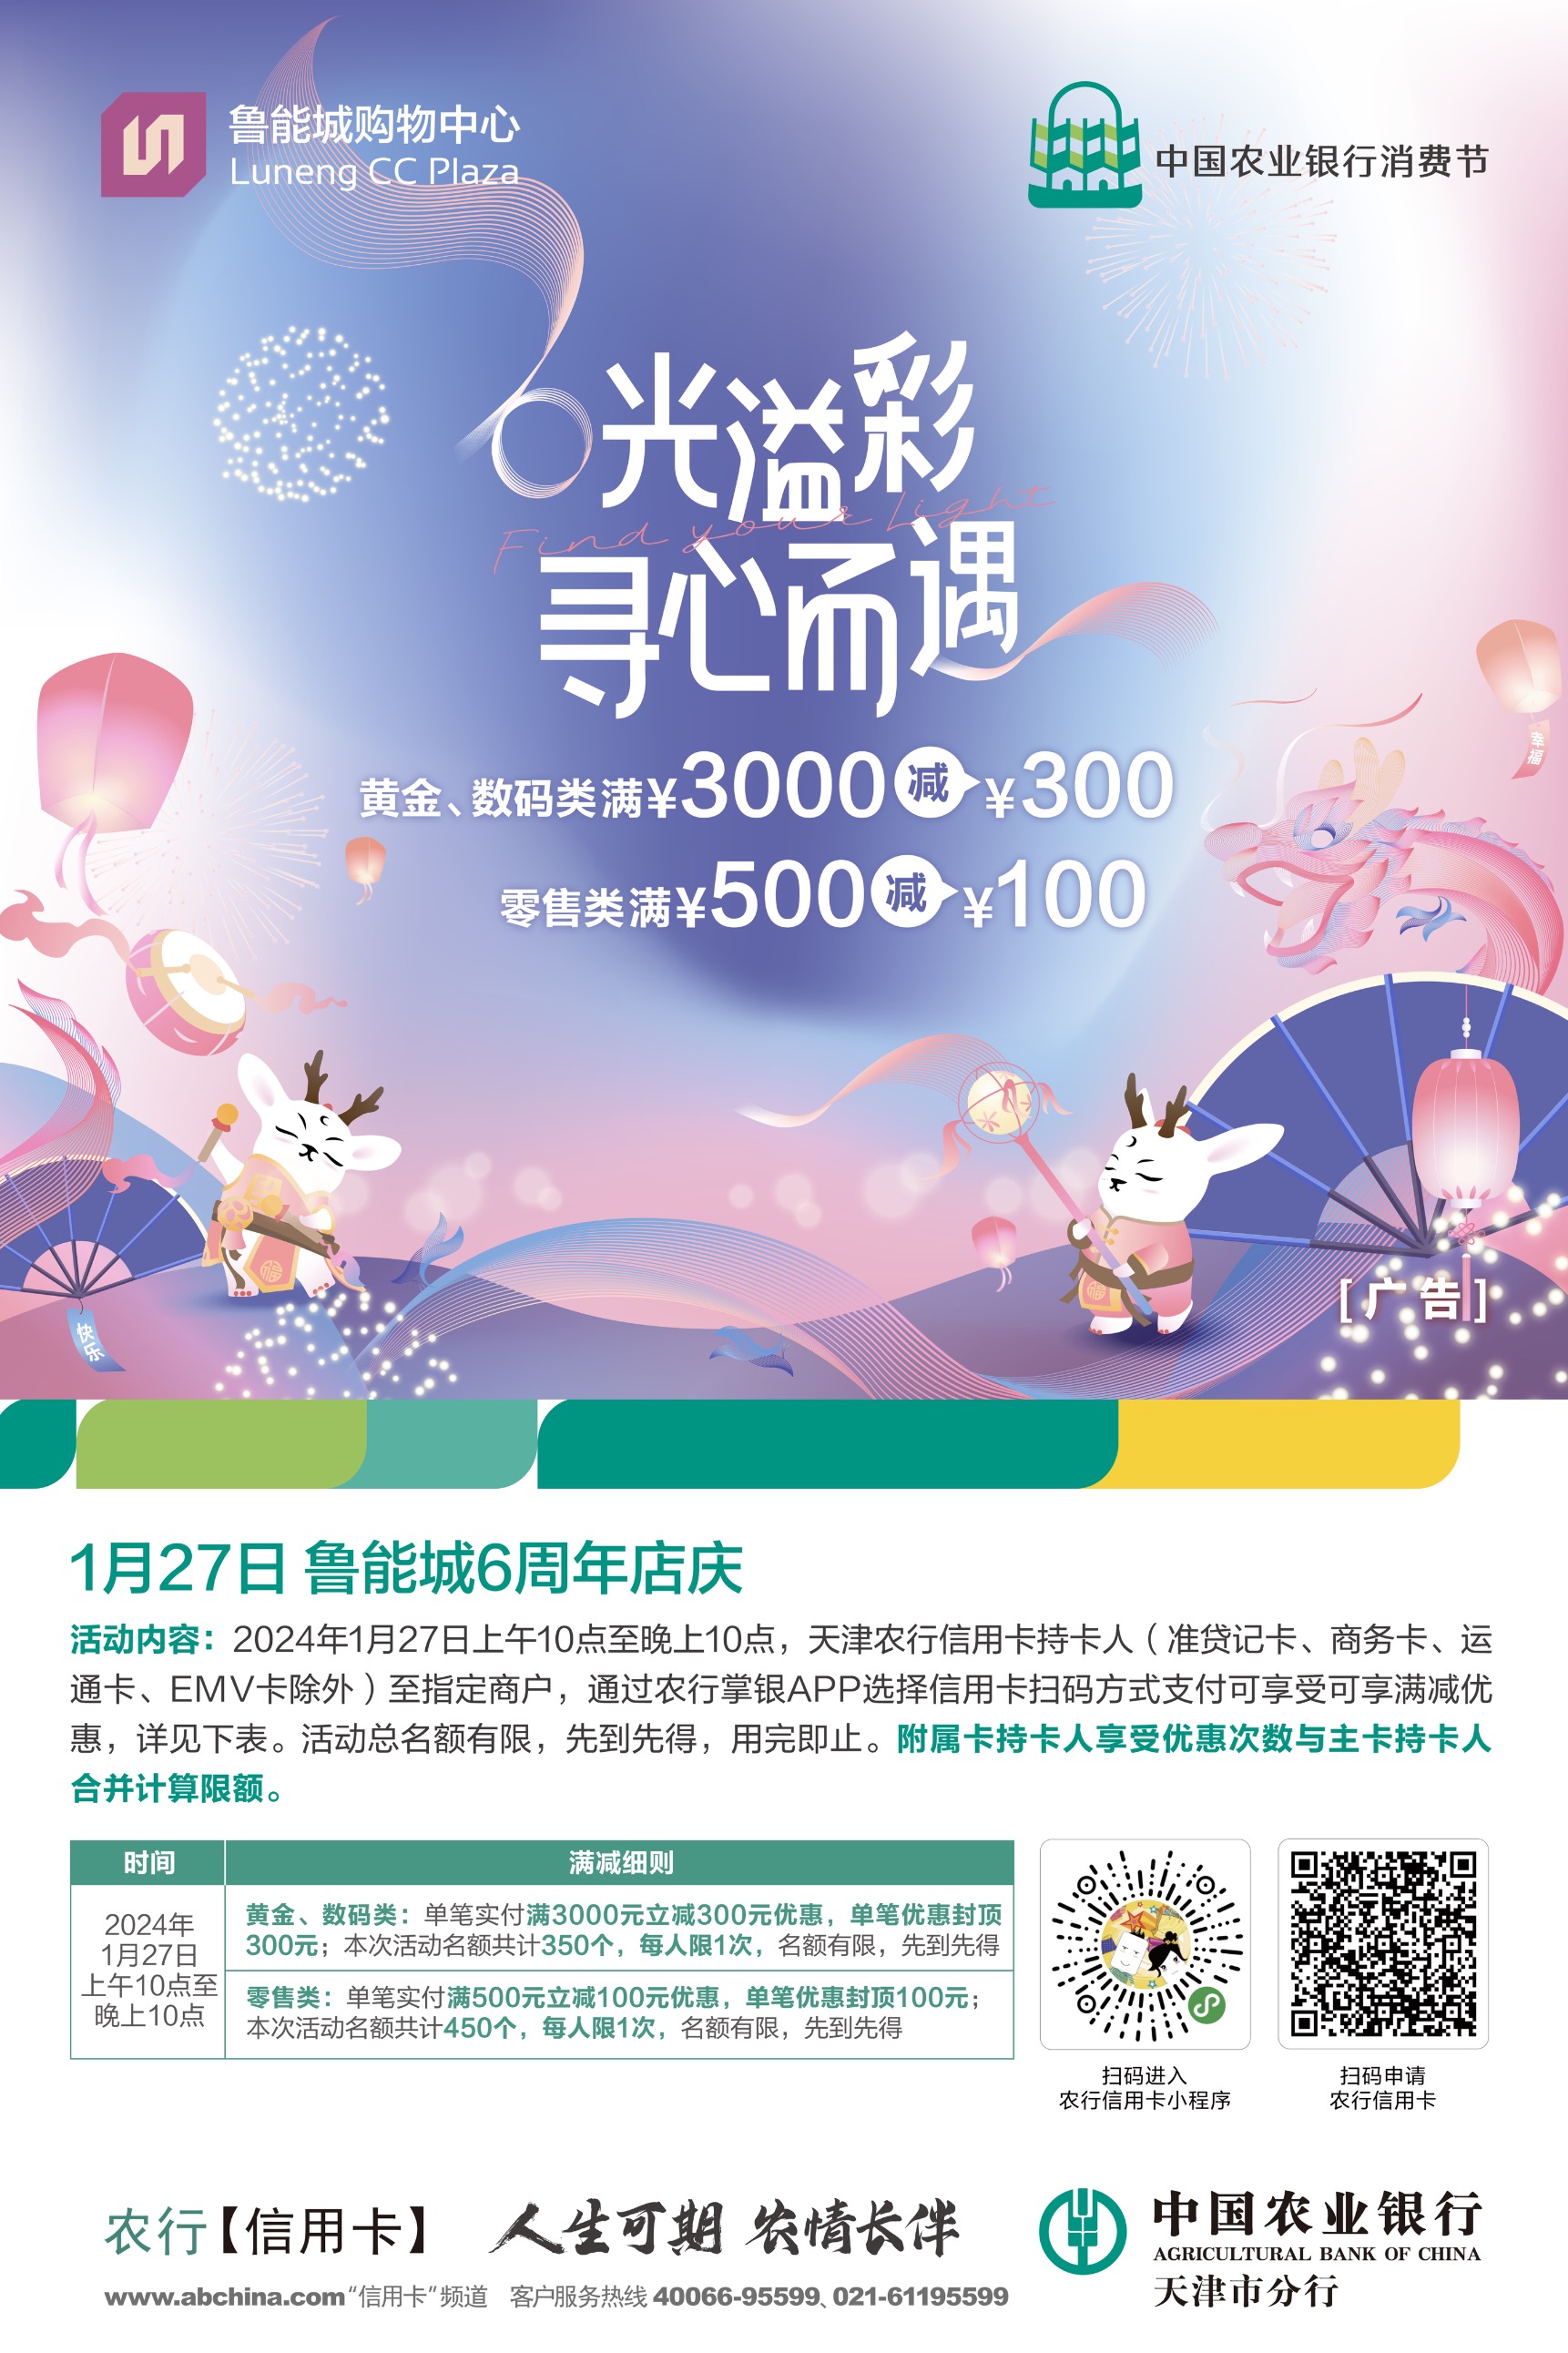 鲁能城购物中心
Luneng CC Plaza
中国农业银行消费节
光溢彩
Find your Light
寻心而遇
黄金、数码类满¥3000减¥300
零售类满¥500减¥100
幸福
福
快乐
[广告]
1月27日 鲁能城6周年店庆
活动内容：2024年1月27日上午10点至晚上10点，天津农行信用卡持卡人（准贷记卡、商务卡、运
通卡、EMV卡除外）至指定商户，通过农行掌银APP选择信用卡扫码方式支付可享受可享满减优
惠，详见下表。活动总名额有限，先到先得，用完即止。附属卡持卡人享受优惠次数与主卡持卡人
合并计算限额。
时间
满减细则
2024年
1月27日
上午10点至
晚上10点
黄金、数码类：单笔实付满3000元立减300元优惠，单笔优惠封顶
300元；本次活动名额共计350个，每人限1次，名额有限，先到先得
零售类：单笔实付满500元立减100元优惠，单笔优惠封顶100元；
本次活动名额共计450个，每人限1次，名额有限，先到先得
扫码进入
农行信用卡小程序
扫码申请
农行信用卡
农行【信用卡】
人生可期 农情长伴
www.abchina.com“信用卡”频道 客户服务热线 40066-95599、021-61195599
中国农业银行
AGRICULTURAL BANK OF CHINA
天津市分行